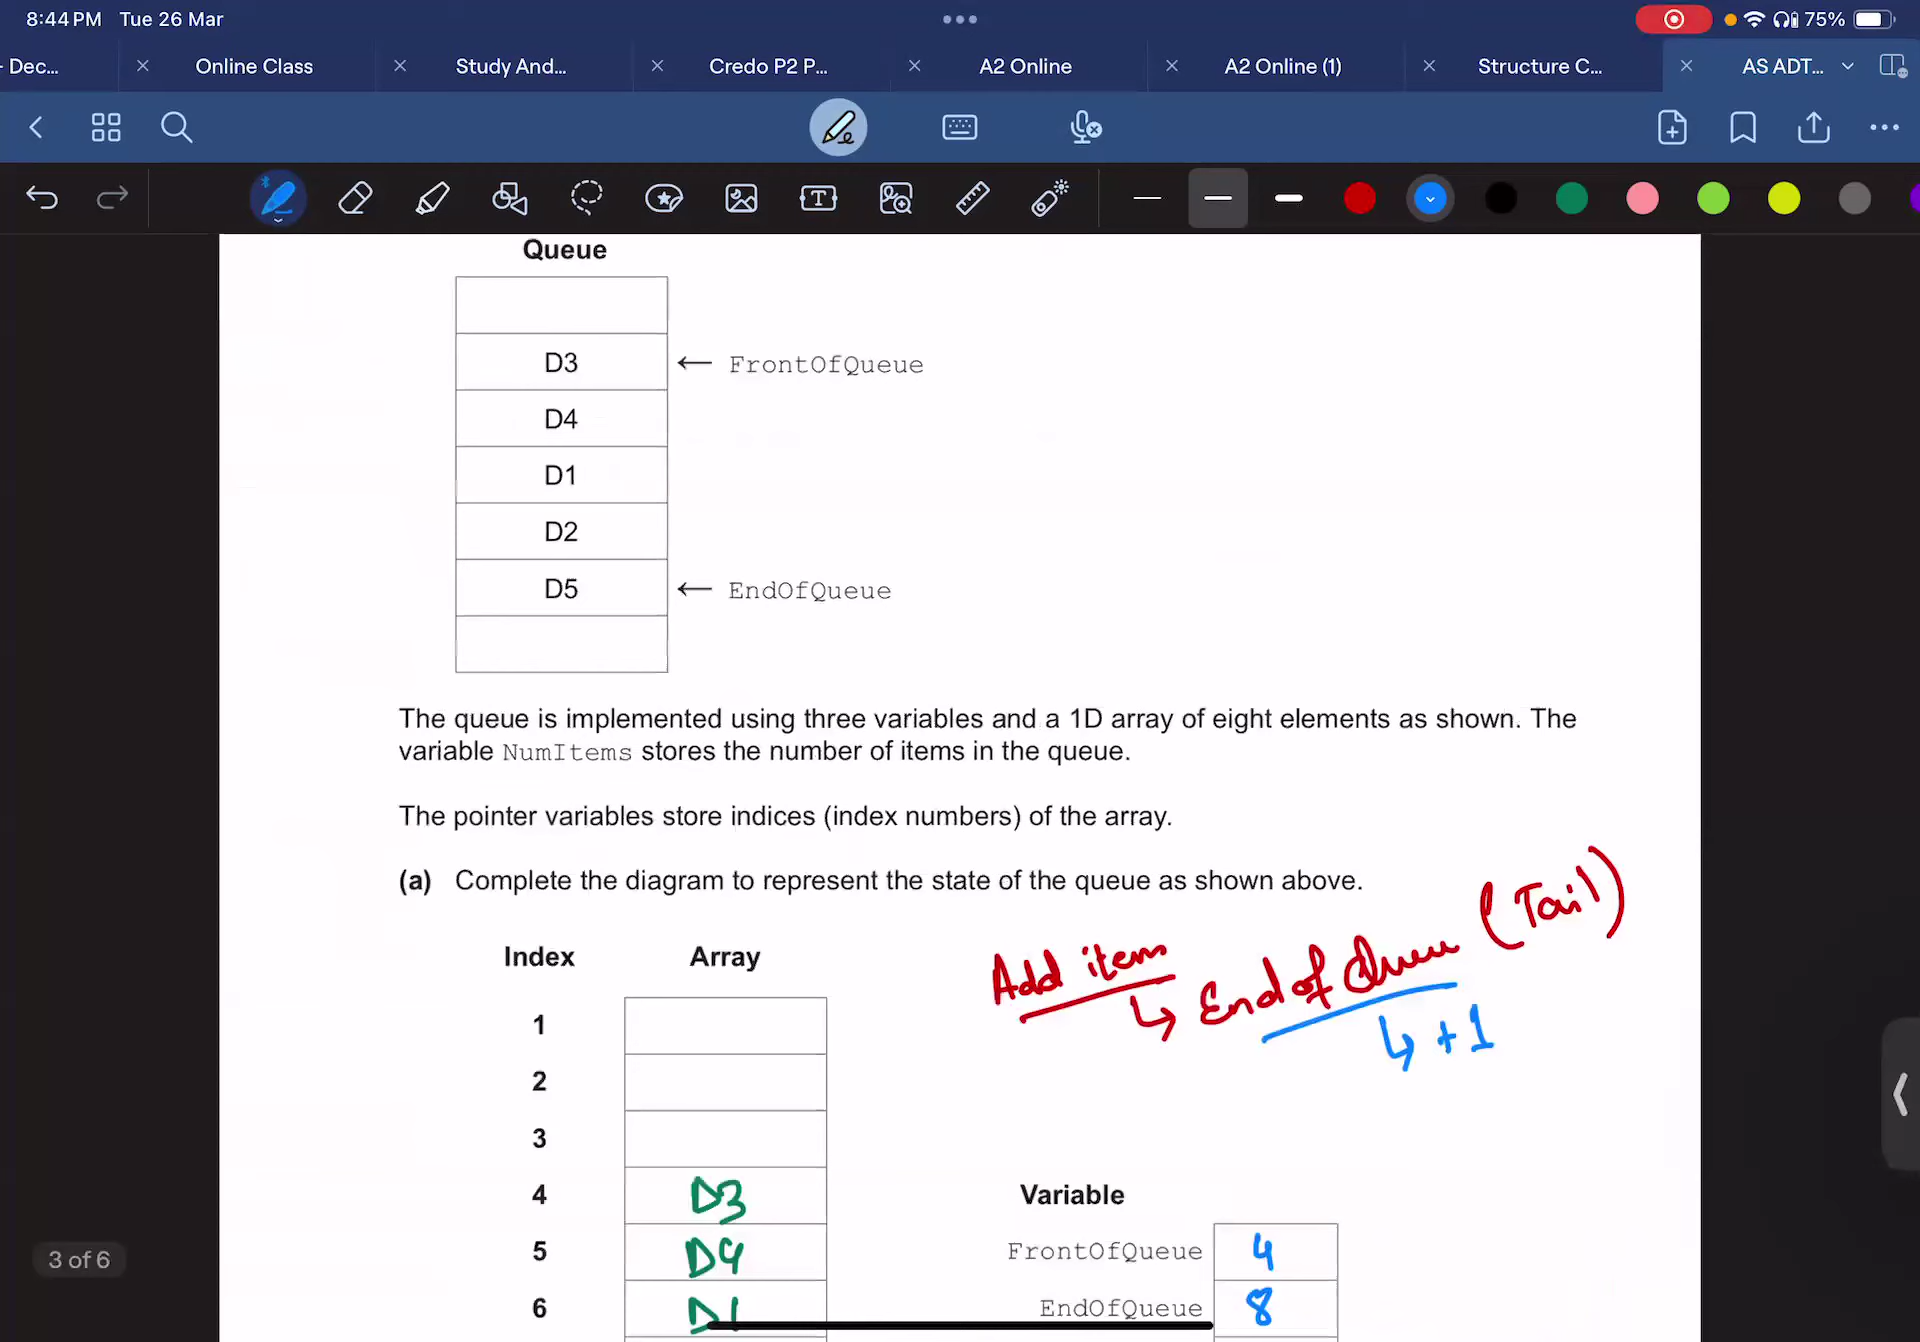 8:44 PM Tue 26 Mar
75%
- Dec...
Online Class
Study And...
Credo P2 P...
A2 Online
A2 Online (1)
Structure C...
AS ADT...
Queue
D3
← FrontOfQueue
D4
D1
D2
D5
← EndOfQueue
The queue is implemented using three variables and a 1D array of eight elements as shown. The
variable NumItems stores the number of items in the queue.
The pointer variables store indices (index numbers) of the array.
(a) Complete the diagram to represent the state of the queue as shown above.
Index Array
Add item
↳ End of Queue (Tail)
↳ +1
1
2
3
4 D3
Variable
5 D4
FrontOfQueue 4
6 D1
EndOfQueue 8
3 of 6